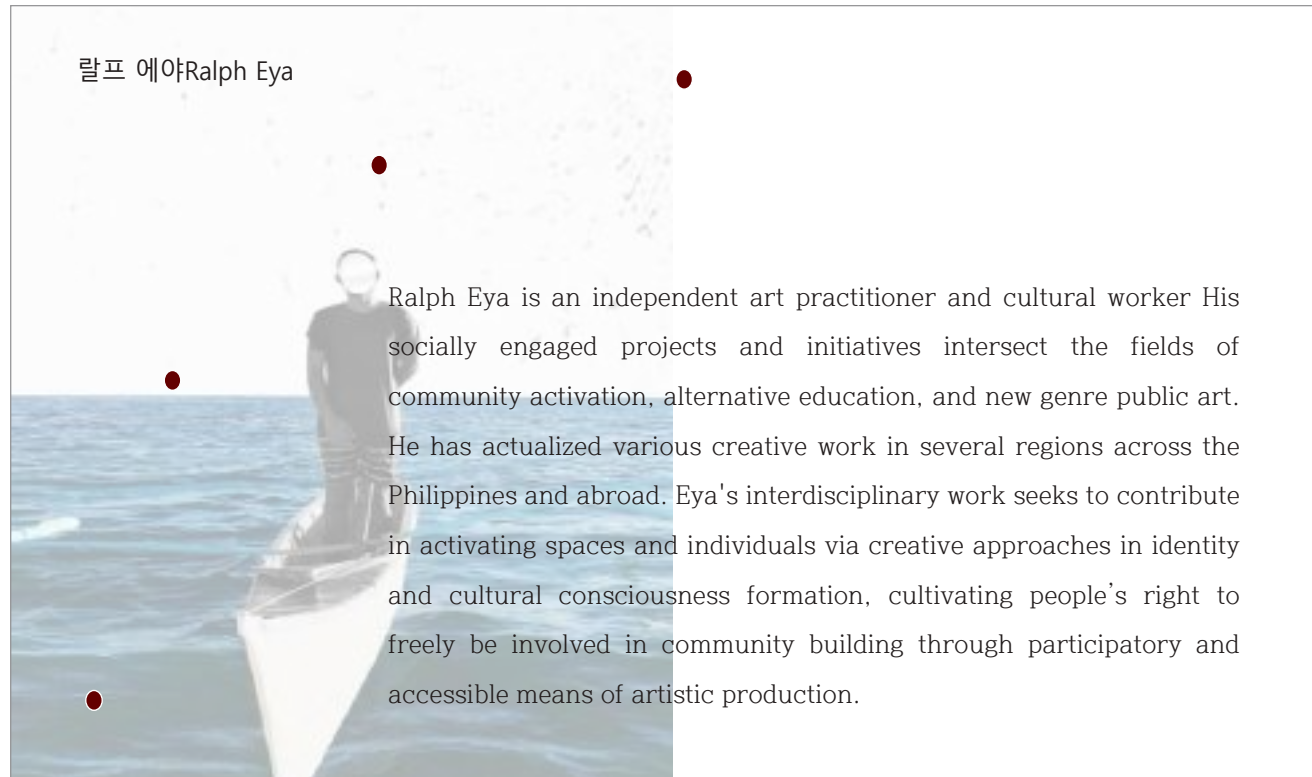 랄프 에야Ralph Eya
Ralph Eya is an independent art practitioner and cultural worker His
socially engaged projects and initiatives intersect the fields of
community activation, alternative education, and new genre public art.
He has actualized various creative work in several regions across the
Philippines and abroad. Eya's interdisciplinary work seeks to contribute
in activating spaces and individuals via creative approaches in identity
and cultural consciousness formation, cultivating people’s right to
freely be involved in community building through participatory and
accessible means of artistic production.